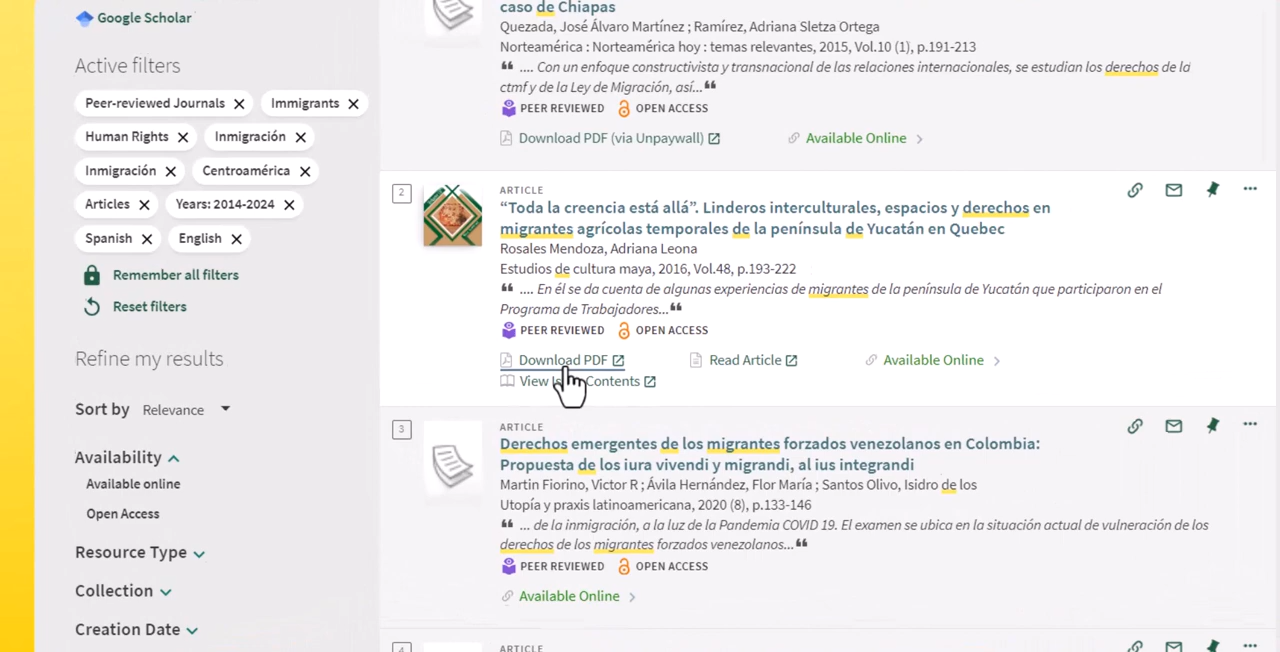 Google Scholar
Active filters
Peer-reviewed Journals
Immigrants
Human Rights
Inmigración
Inmigración
Centroamérica
Articles
Years: 2014-2024
Spanish
English
Remember all filters
Reset filters
Refine my results
Sort by Relevance
Availability
Available online
Open Access
Resource Type
Collection
Creation Date
caso de Chiapas
Quezada, José Álvaro Martínez ; Ramírez, Adriana Sletza Ortega
Norteamérica : Norteamérica hoy : temas relevantes, 2015, Vol.10 (1), p.191-213
❝ .... Con un enfoque constructivista y transnacional de las relaciones internacionales, se estudian los derechos de la
ctmf y de la Ley de Migración, así...❝
PEER REVIEWED OPEN ACCESS
Download PDF (via Unpaywall) Available Online
2
ARTICLE
“Toda la creencia está allá”. Linderos interculturales, espacios y derechos en
migrantes agrícolas temporales de la península de Yucatán en Quebec
Rosales Mendoza, Adriana Leona
Estudios de cultura maya, 2016, Vol.48, p.193-222
❝ .... En él se da cuenta de algunas experiencias de migrantes de la península de Yucatán que participaron en el
Programa de Trabajadores...❝
PEER REVIEWED OPEN ACCESS
Download PDF Read Article Available Online
View Contents
3
ARTICLE
Derechos emergentes de los migrantes forzados venezolanos en Colombia:
Propuesta de los iura vivendi y migrandi, al ius integrandi
Martin Fiorino, Victor R ; Ávila Hernández, Flor María ; Santos Olivo, Isidro de los
Utopía y praxis latinoamericana, 2020 (8), p.133-146
❝ ... de la inmigración, a la luz de la Pandemia COVID 19. El examen se ubica en la situación actual de vulneración de los
derechos de los migrantes forzados venezolanos...❝
PEER REVIEWED OPEN ACCESS
Available Online
4
ARTICLE